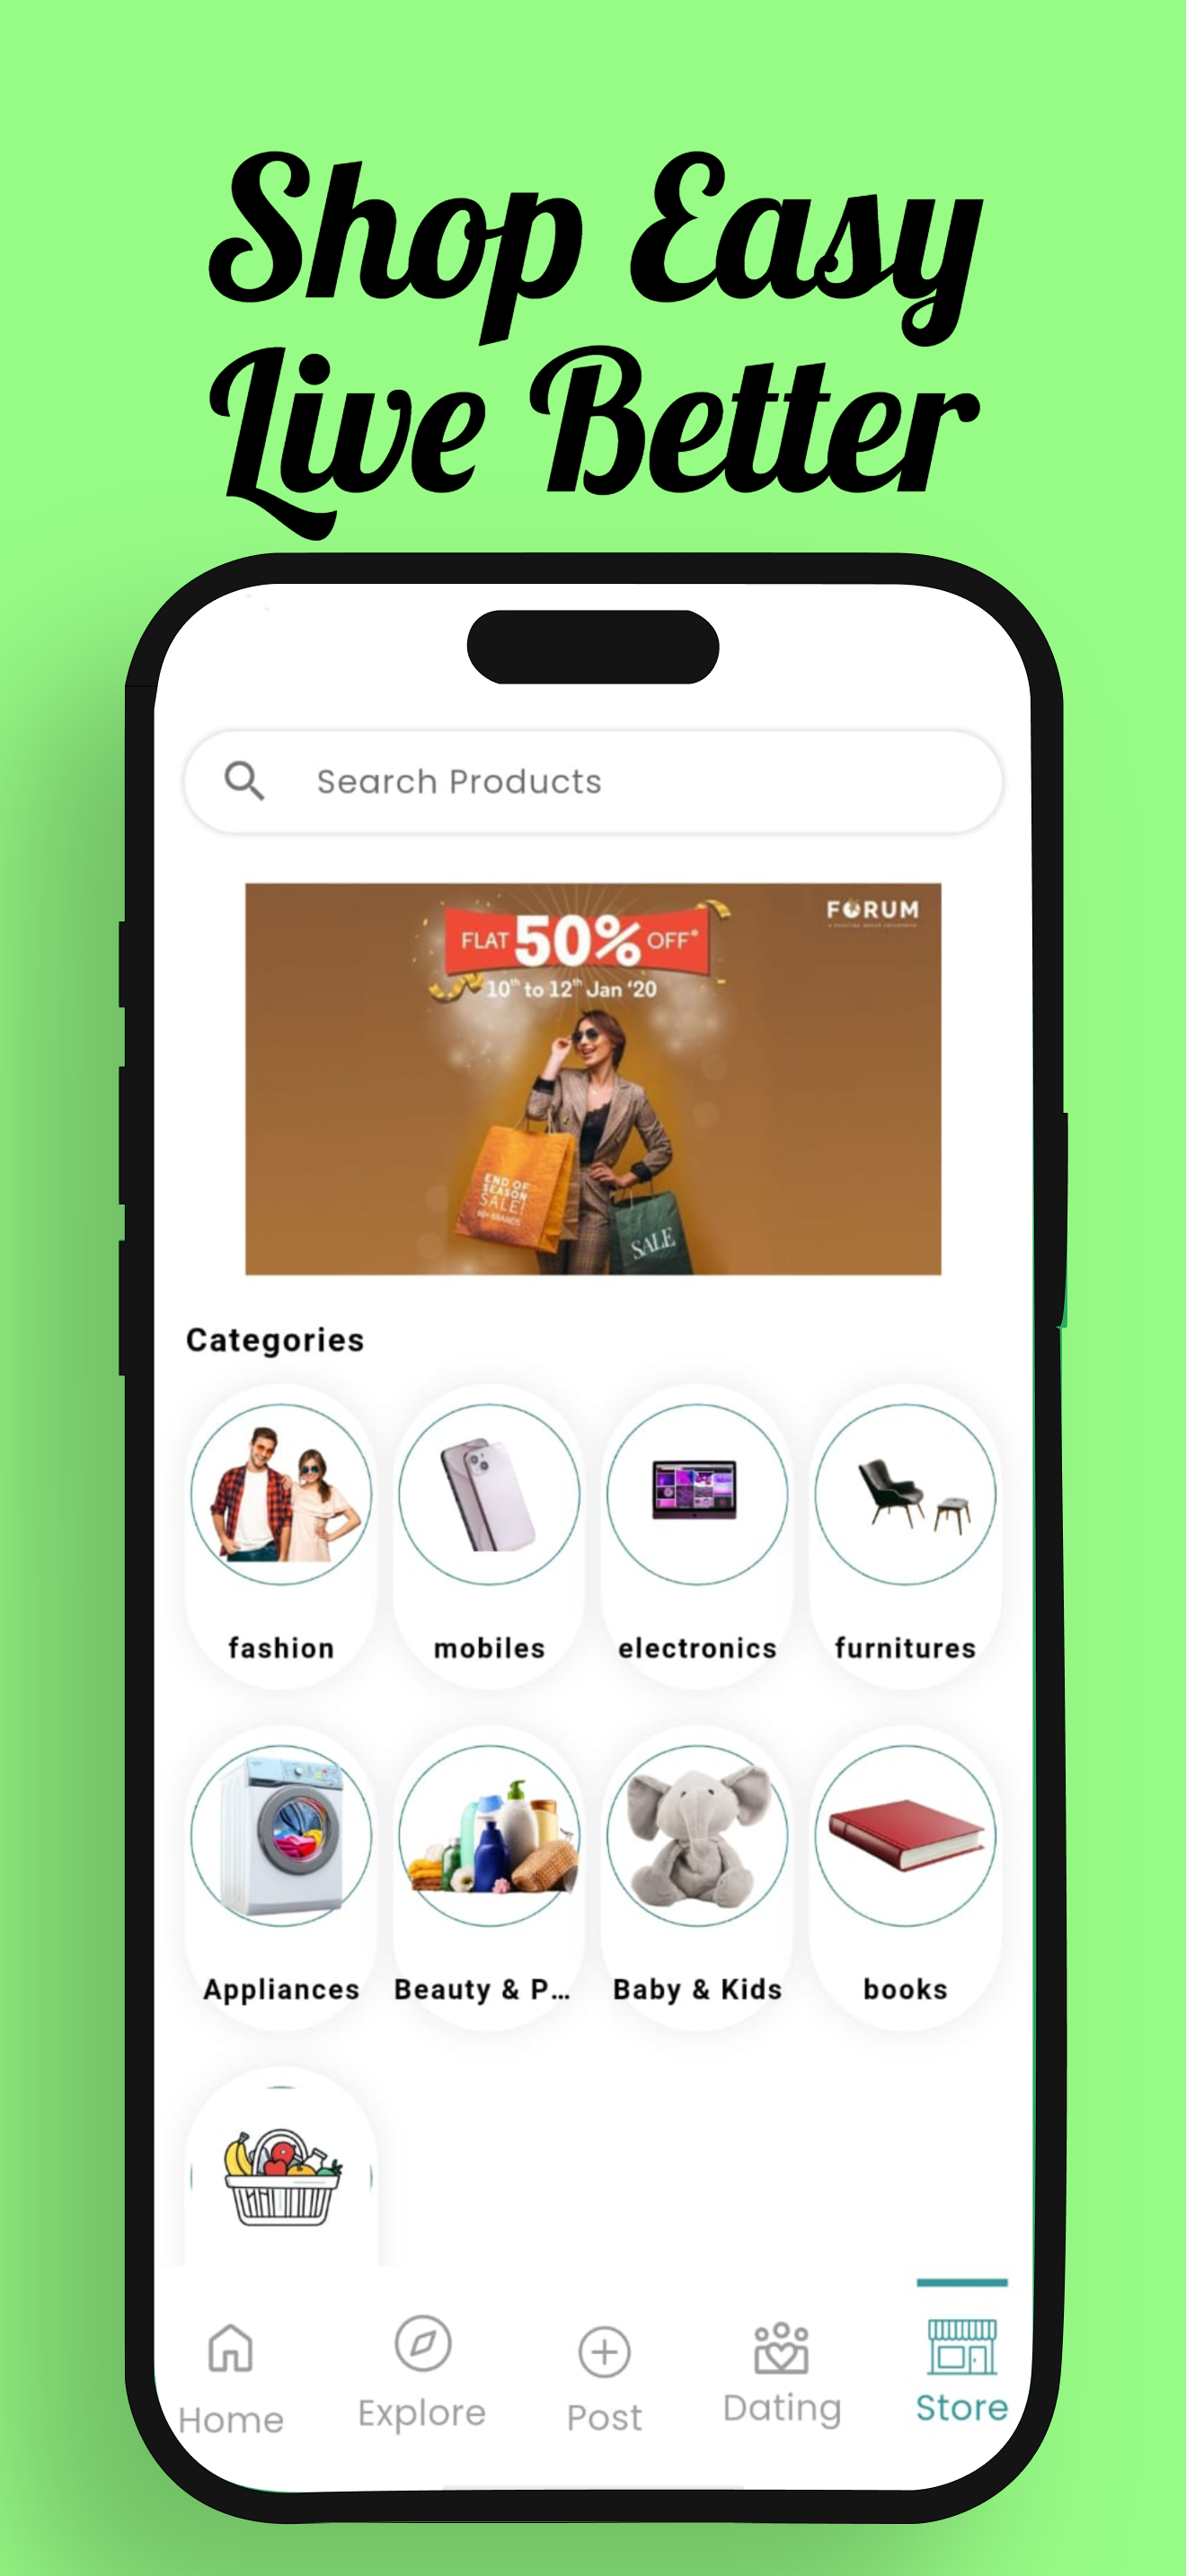 Shop Easy
Live Better
Search Products
FORUM
FLAT 50% OFF*
10th to 12th Jan '20
END OF
SEASON
SALE!
SALE
Categories
fashion
mobiles
electronics
furnitures
Appliances
Beauty & P...
Baby & Kids
books
Home
Explore
Post
Dating
Store